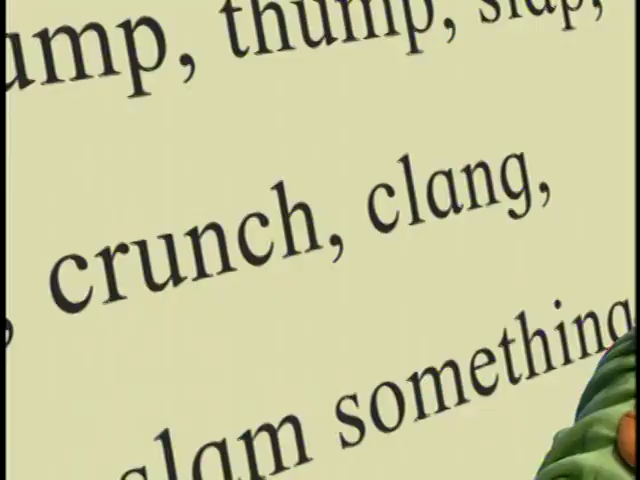 ump, thump, slap,
, crunch, clang,
slam something